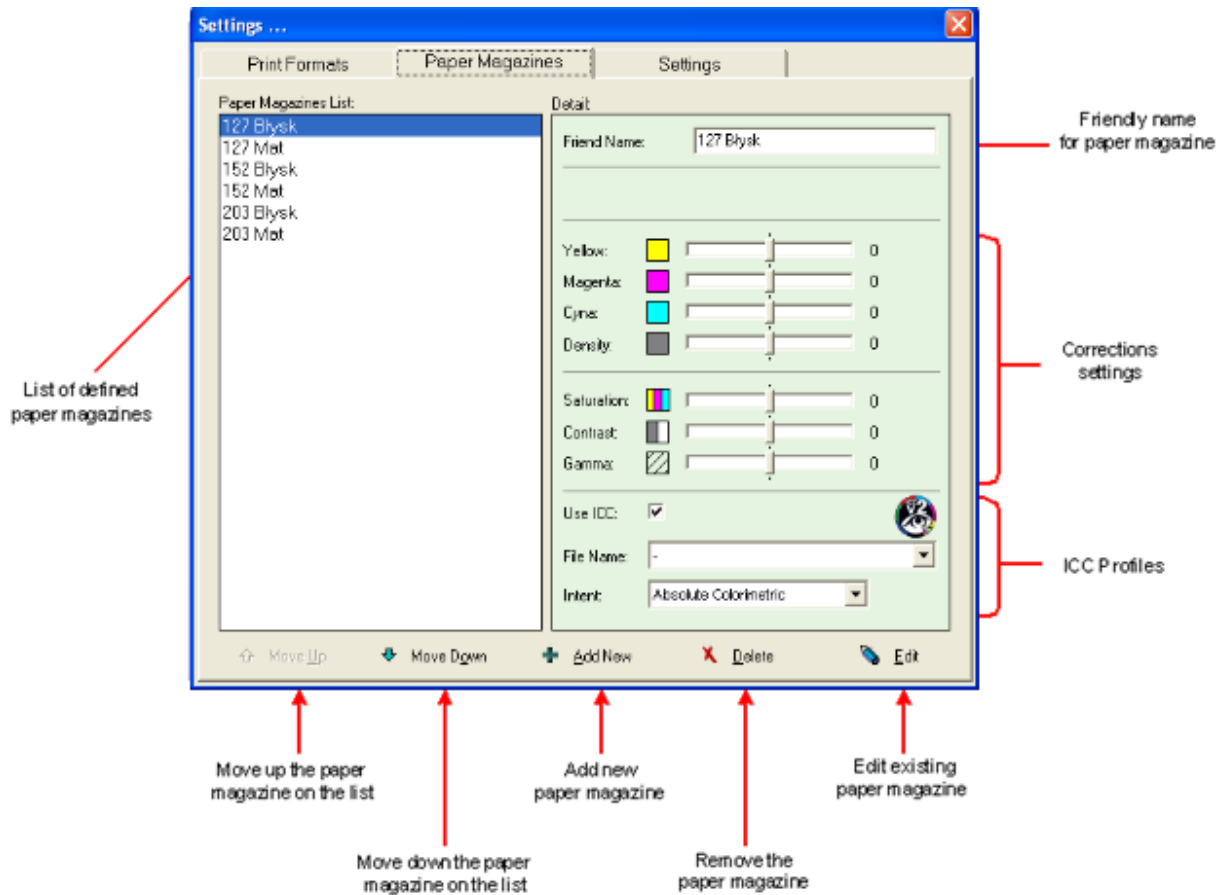 Settings ...
Print Formats
Paper Magazines
Settings
Paper Magazines List:
127 Błysk
127 Mat
152 Błysk
152 Mat
203 Błysk
203 Mat
Detail:
Friend Name:
127 Błysk
Yellow:
0
Magenta:
0
Cyna:
0
Density:
0
Saturation:
0
Contrast:
0
Gamma:
0
Use ICC:
File Name:
-
Intent:
Absolute Colorimetric
Move Up
Move Down
Add New
Delete
Edit
Friendly name
for paper magazine
Corrections
settings
ICC Profiles
List of defined
paper magazines
Move up the paper
magazine on the list
Add new
paper magazine
Edit existing
paper magazine
Move down the paper
magazine on the list
Remove the
paper magazine